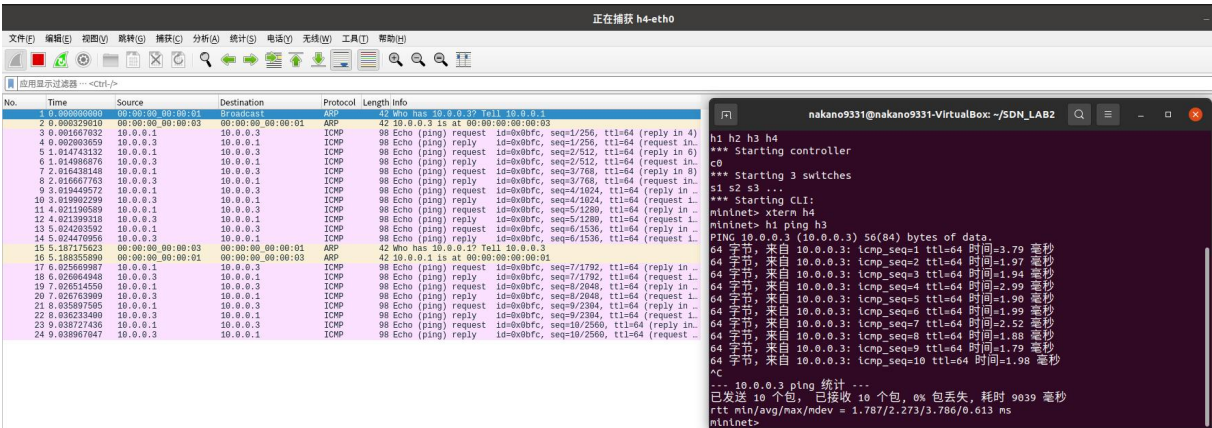 正在捕获 h4-eth0
文件(F) 编辑(E) 视图(V) 跳转(G) 捕获(C) 分析(A) 统计(S) 电话(Y) 无线(W) 工具(T) 帮助(H)
应用显示过滤器 … <Ctrl-/>
No. Time Source Destination Protocol Length Info
1 0.000000000 00:00:00_00:00:01 Broadcast ARP 42 Who has 10.0.0.3? Tell 10.0.0.1
2 0.000329010 00:00:00_00:00:03 00:00:00_00:00:01 ARP 42 10.0.0.3 is at 00:00:00:00:00:03
3 0.001667032 10.0.0.1 10.0.0.3 ICMP 98 Echo (ping) request id=0x0bfc, seq=1/256, ttl=64 (reply in 4)
4 0.002003659 10.0.0.3 10.0.0.1 ICMP 98 Echo (ping) reply id=0x0bfc, seq=1/256, ttl=64 (request in…
5 1.014743132 10.0.0.1 10.0.0.3 ICMP 98 Echo (ping) request id=0x0bfc, seq=2/512, ttl=64 (reply in 6)
6 1.014986876 10.0.0.3 10.0.0.1 ICMP 98 Echo (ping) reply id=0x0bfc, seq=2/512, ttl=64 (request in…
7 2.016438148 10.0.0.1 10.0.0.3 ICMP 98 Echo (ping) request id=0x0bfc, seq=3/768, ttl=64 (reply in 8)
8 2.016667763 10.0.0.3 10.0.0.1 ICMP 98 Echo (ping) reply id=0x0bfc, seq=3/768, ttl=64 (request in…
9 3.019449572 10.0.0.1 10.0.0.3 ICMP 98 Echo (ping) request id=0x0bfc, seq=4/1024, ttl=64 (reply in …
10 3.019902299 10.0.0.3 10.0.0.1 ICMP 98 Echo (ping) reply id=0x0bfc, seq=4/1024, ttl=64 (request i…
11 4.021190589 10.0.0.1 10.0.0.3 ICMP 98 Echo (ping) request id=0x0bfc, seq=5/1280, ttl=64 (reply in …
12 4.021399318 10.0.0.3 10.0.0.1 ICMP 98 Echo (ping) reply id=0x0bfc, seq=5/1280, ttl=64 (request i…
13 5.024203592 10.0.0.1 10.0.0.3 ICMP 98 Echo (ping) request id=0x0bfc, seq=6/1536, ttl=64 (reply in …
14 5.024470956 10.0.0.3 10.0.0.1 ICMP 98 Echo (ping) reply id=0x0bfc, seq=6/1536, ttl=64 (request i…
15 5.187175623 00:00:00_00:00:03 00:00:00_00:00:01 ARP 42 Who has 10.0.0.1? Tell 10.0.0.3
16 5.188355890 00:00:00_00:00:01 00:00:00_00:00:03 ARP 42 10.0.0.1 is at 00:00:00:00:00:01
17 6.025669987 10.0.0.1 10.0.0.3 ICMP 98 Echo (ping) request id=0x0bfc, seq=7/1792, ttl=64 (reply in …
18 6.026064948 10.0.0.3 10.0.0.1 ICMP 98 Echo (ping) reply id=0x0bfc, seq=7/1792, ttl=64 (request i…
19 7.026514550 10.0.0.1 10.0.0.3 ICMP 98 Echo (ping) request id=0x0bfc, seq=8/2048, ttl=64 (reply in …
20 7.026763909 10.0.0.3 10.0.0.1 ICMP 98 Echo (ping) reply id=0x0bfc, seq=8/2048, ttl=64 (request i…
21 8.035897505 10.0.0.1 10.0.0.3 ICMP 98 Echo (ping) request id=0x0bfc, seq=9/2304, ttl=64 (reply in …
22 8.036233400 10.0.0.3 10.0.0.1 ICMP 98 Echo (ping) reply id=0x0bfc, seq=9/2304, ttl=64 (request i…
23 9.038727436 10.0.0.1 10.0.0.3 ICMP 98 Echo (ping) request id=0x0bfc, seq=10/2560, ttl=64 (reply in…
24 9.038967047 10.0.0.3 10.0.0.1 ICMP 98 Echo (ping) reply id=0x0bfc, seq=10/2560, ttl=64 (request …
nakano9331@nakano9331-VirtualBox: ~/SDN_LAB2
h1 h2 h3 h4
*** Starting controller
c0
*** Starting 3 switches
s1 s2 s3 ...
*** Starting CLI:
mininet> xterm h4
mininet> h1 ping h3
PING 10.0.0.3 (10.0.0.3) 56(84) bytes of data.
64 字节，来自 10.0.0.3: icmp_seq=1 ttl=64 时间=3.79 毫秒
64 字节，来自 10.0.0.3: icmp_seq=2 ttl=64 时间=1.97 毫秒
64 字节，来自 10.0.0.3: icmp_seq=3 ttl=64 时间=1.94 毫秒
64 字节，来自 10.0.0.3: icmp_seq=4 ttl=64 时间=2.99 毫秒
64 字节，来自 10.0.0.3: icmp_seq=5 ttl=64 时间=1.90 毫秒
64 字节，来自 10.0.0.3: icmp_seq=6 ttl=64 时间=1.99 毫秒
64 字节，来自 10.0.0.3: icmp_seq=7 ttl=64 时间=2.52 毫秒
64 字节，来自 10.0.0.3: icmp_seq=8 ttl=64 时间=1.88 毫秒
64 字节，来自 10.0.0.3: icmp_seq=9 ttl=64 时间=1.79 毫秒
64 字节，来自 10.0.0.3: icmp_seq=10 ttl=64 时间=1.98 毫秒
^C
--- 10.0.0.3 ping 统计 ---
已发送 10 个包， 已接收 10 个包, 0% 包丢失, 耗时 9039 毫秒
rtt min/avg/max/mdev = 1.787/2.273/3.786/0.613 ms
mininet>